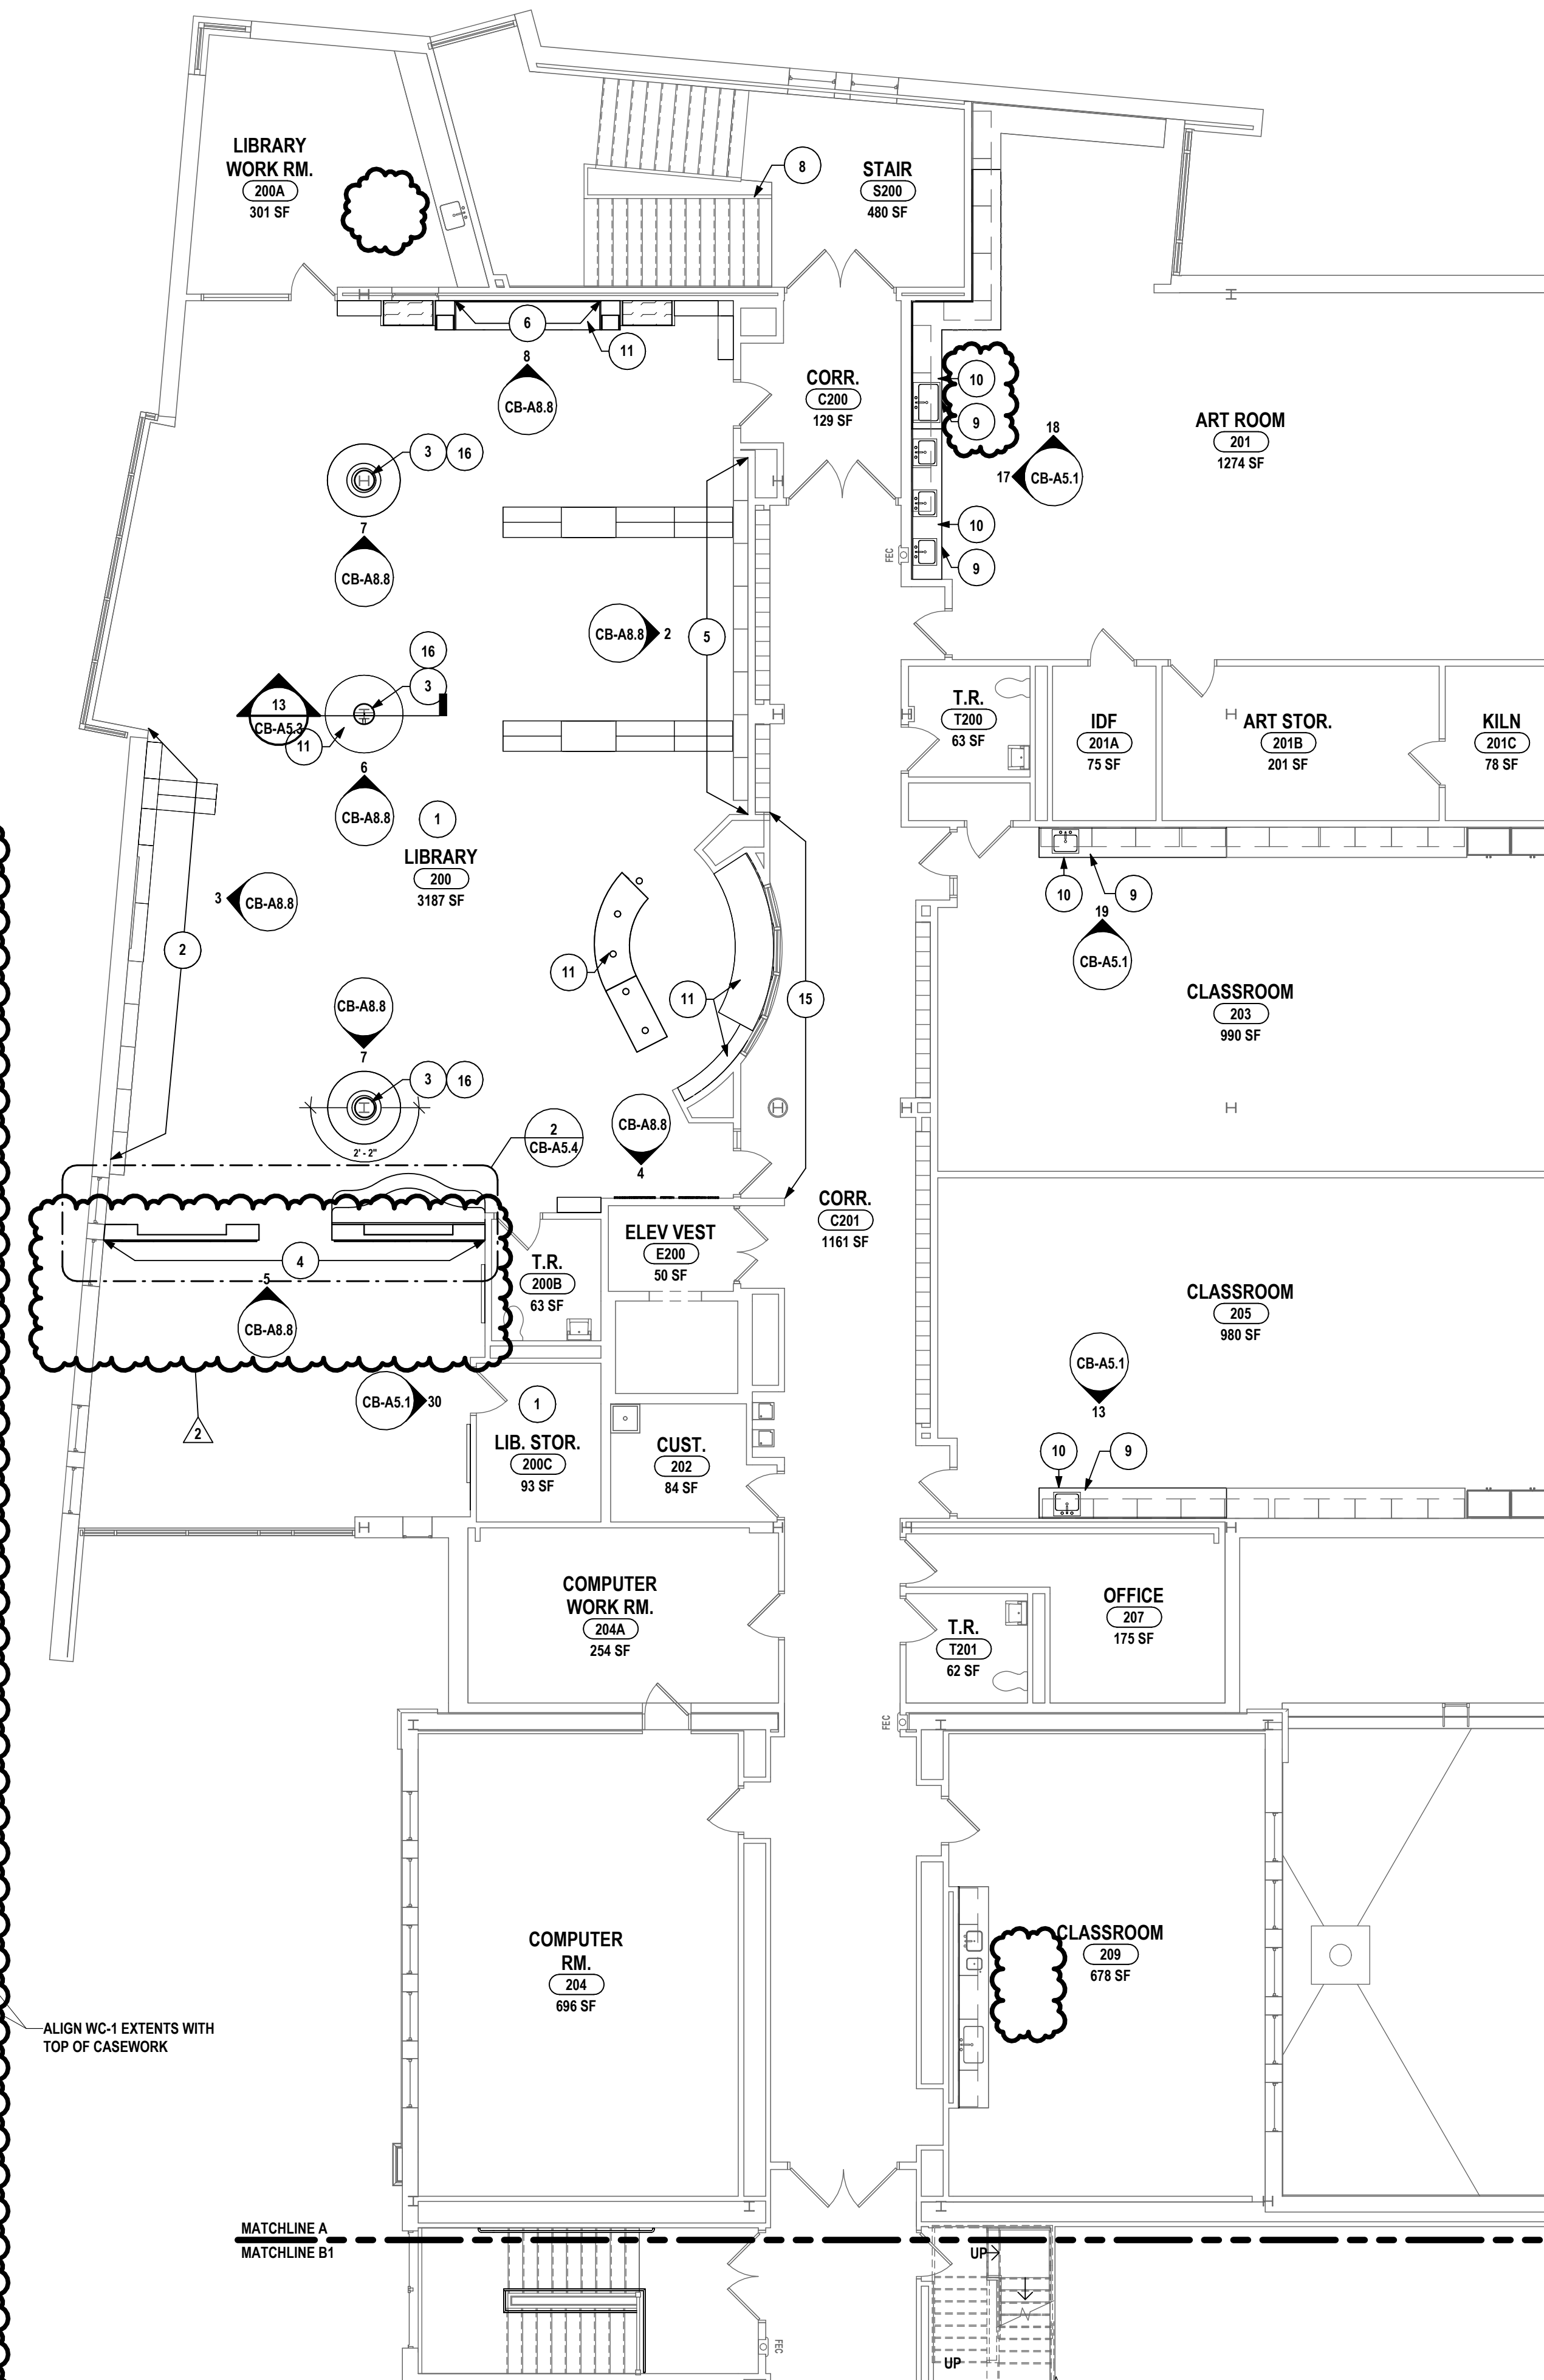 LIBRARY
WORK RM.
200A
301 SF
8
STAIR
S200
480 SF
6
11
8
CB-A8.8
CORR.
C200
129 SF
10
9
18
17
CB-A5.1
ART ROOM
201
1274 SF
3
16
7
CB-A8.8
10
9
FEC
CB-A8.8
2
5
16
3
13
CB-A5.3
11
6
CB-A8.8
T.R.
T200
63 SF
IDF
201A
75 SF
ART STOR.
201B
201 SF
KILN
201C
78 SF
1
LIBRARY
200
3187 SF
3
CB-A8.8
2
10
9
19
CB-A5.1
11
11
15
CLASSROOM
203
990 SF
CB-A8.8
7
3
16
2' - 2"
2
CB-A5.4
CB-A8.8
4
CORR.
C201
1161 SF
ELEV VEST
E200
50 SF
T.R.
200B
63 SF
4
5
CB-A8.8
CLASSROOM
205
980 SF
CB-A5.1
13
CB-A5.1
30
2
1
LIB. STOR.
200C
93 SF
CUST.
202
84 SF
10
9
COMPUTER
WORK RM.
204A
254 SF
T.R.
T201
62 SF
OFFICE
207
175 SF
FEC
COMPUTER
RM.
204
696 SF
CLASSROOM
209
678 SF
ALIGN WC-1 EXTENTS WITH
TOP OF CASEWORK
MATCHLINE A
MATCHLINE B1
UP
FEC
UP